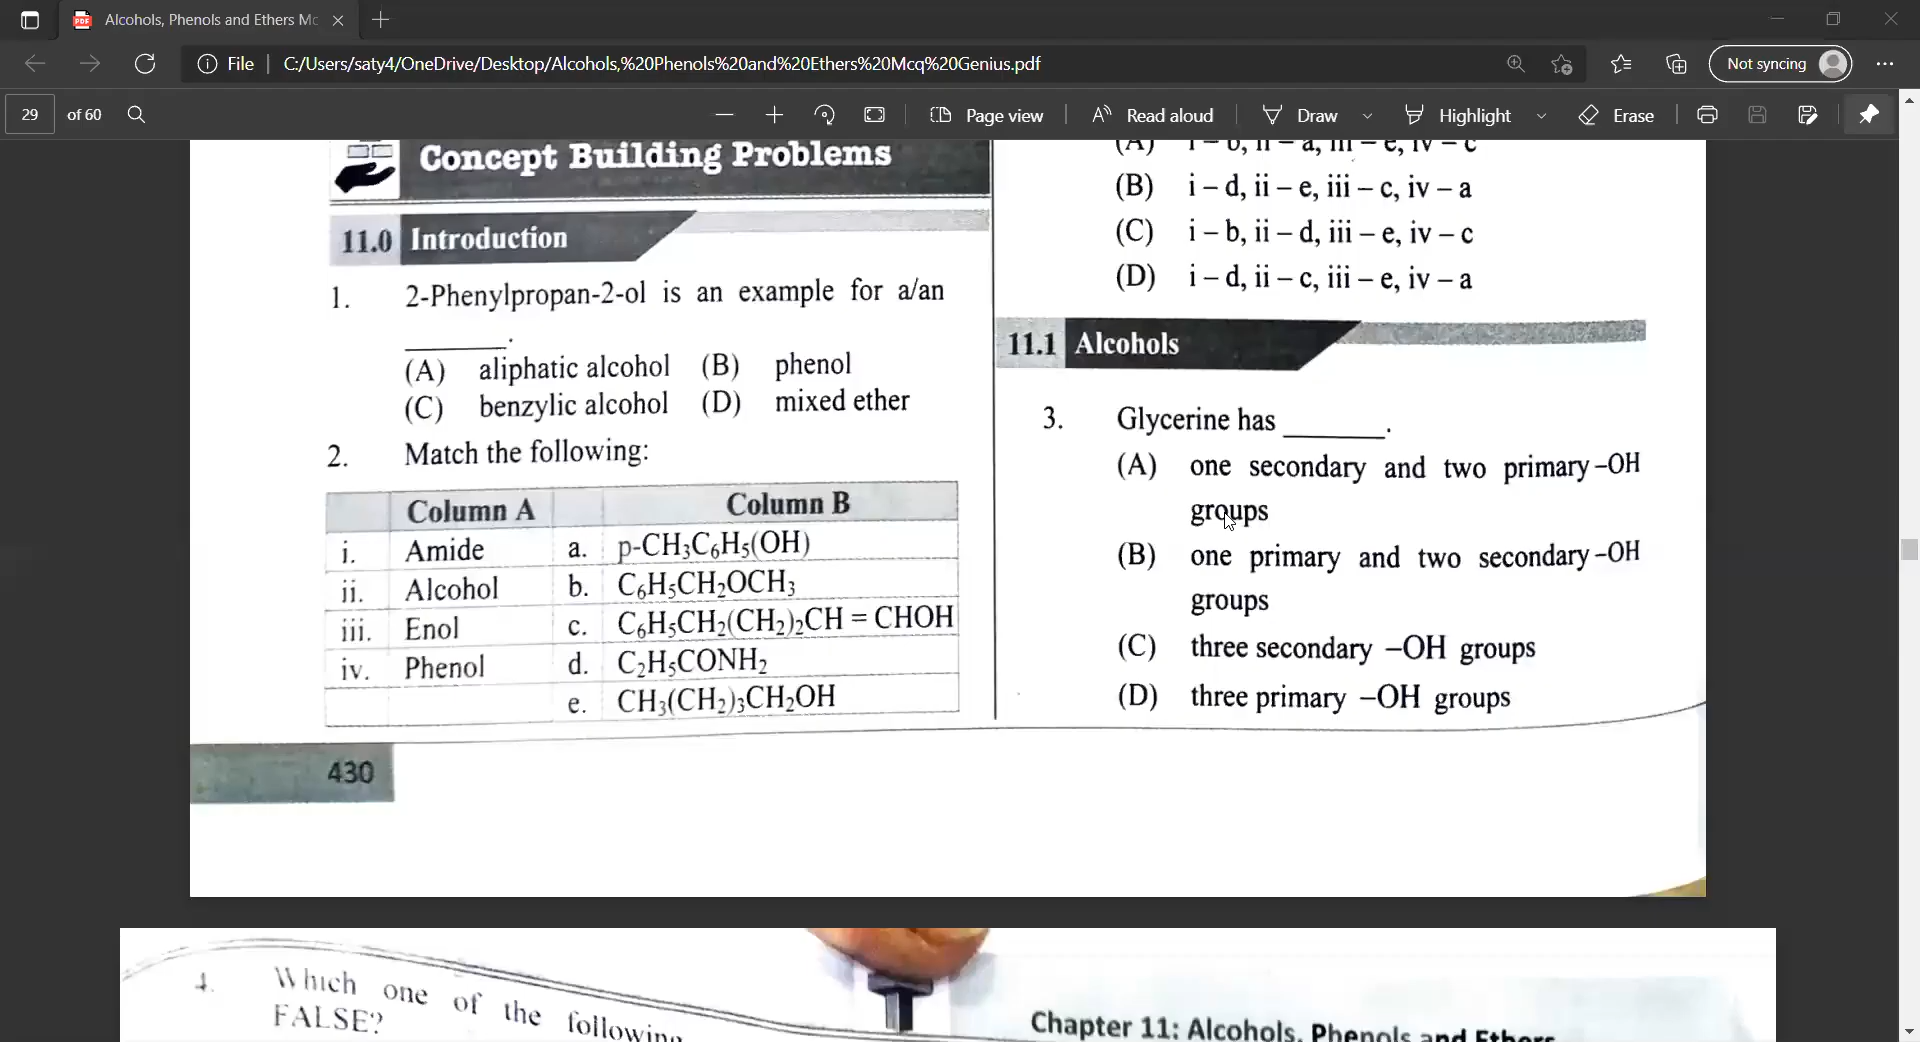 Alcohols, Phenols and Ethers Mc
File
C:/Users/saty4/OneDrive/Desktop/Alcohols,%20Phenols%20and%20Ethers%20Mcq%20Genius.pdf
Not syncing
29 of 60
Page view
Read aloud
Draw
Highlight
Erase
Concept Building Problems
11.0 Introduction
1. 2-Phenylpropan-2-ol is an example for a/an
_______.
(A) aliphatic alcohol (B) phenol
(C) benzylic alcohol (D) mixed ether
2. Match the following:
Column A Column B
i. Amide a. p-CH₃C₆H₅(OH)
ii. Alcohol b. C₆H₅CH₂OCH₃
iii. Enol c. C₆H₅CH₂(CH₂)₂CH = CHOH
iv. Phenol d. C₂H₅CONH₂
e. CH₃(CH₂)₃CH₂OH
430
(A) i – b, ii – a, iii – e, iv – c
(B) i – d, ii – e, iii – c, iv – a
(C) i – b, ii – d, iii – e, iv – c
(D) i – d, ii – c, iii – e, iv – a
11.1 Alcohols
3. Glycerine has _______.
(A) one secondary and two primary –OH
groups
(B) one primary and two secondary –OH
groups
(C) three secondary –OH groups
(D) three primary –OH groups
4. Which one of the following
FALSE?
Chapter 11: Alcohols, Phenols and Ethers